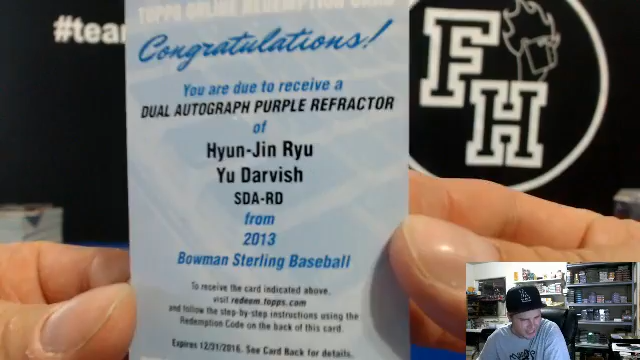 TOPPS ONLINE REDEMPTION CARD
#tea
Congratulations!
You are due to receive a
DUAL AUTOGRAPH PURPLE REFRACTOR
of
Hyun-Jin Ryu
Yu Darvish
SDA-RD
from
2013
Bowman Sterling Baseball
To receive the card indicated above,
visit redeem.topps.com
and follow the step-by-step instructions using the
Redemption Code on the back of this card.
Expires 12/31/2016. See Card Back for details.
FH
LA